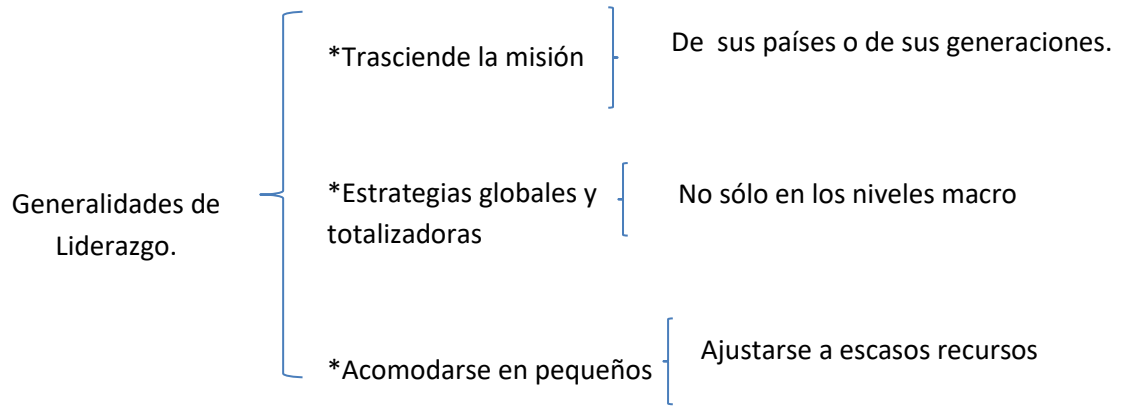 *Trasciende la misión
De sus países o de sus generaciones.
Generalidades de
Liderazgo.
*Estrategias globales y
totalizadoras
No sólo en los niveles macro
*Acomodarse en pequeños
Ajustarse a escasos recursos